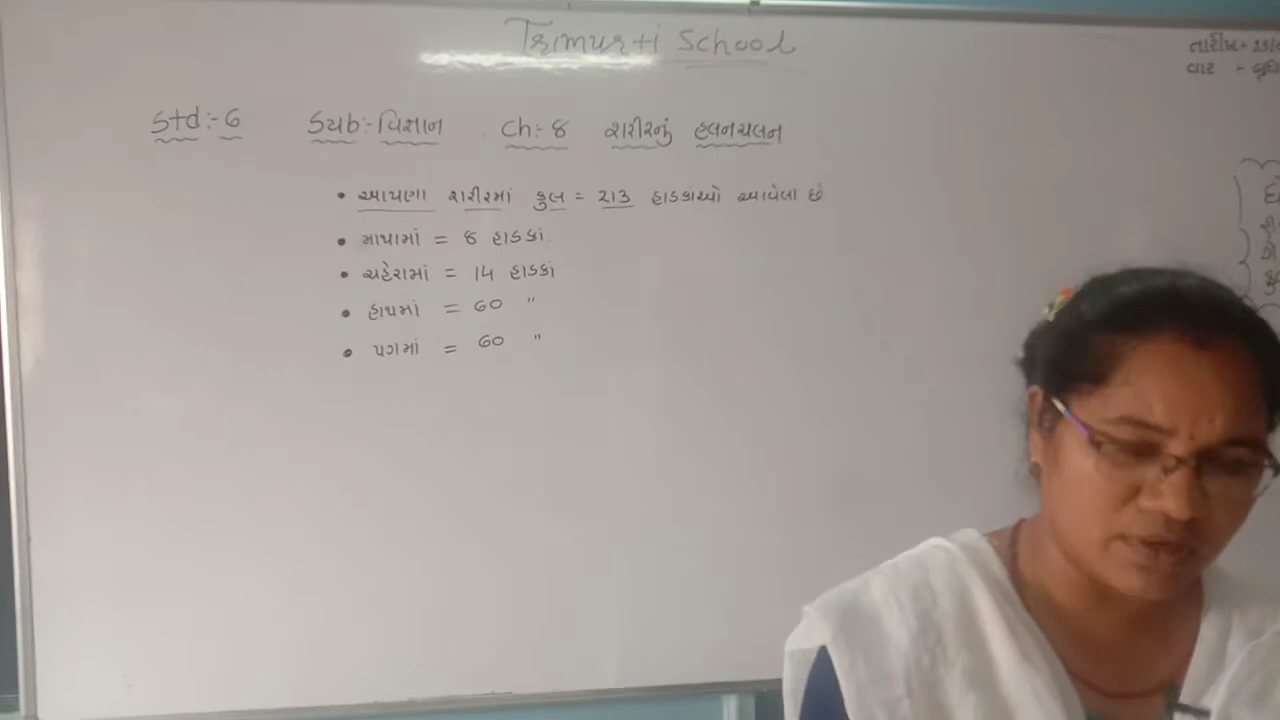 Trimurti School
તારીખ - 15/
વાર - બુધ
Std:- 6 Sub:- વિજ્ઞાન Ch:- 8 શરીરનું હલનચલન
• આપણા શરીરમાં કુલ = 213 હાડકાઓ આવેલા છે
• માથામાં = 8 હાડકાં.
• ચહેરામાં = 14 હાડકાં
• હાથમાં = 60 "
• પગમાં = 60 "